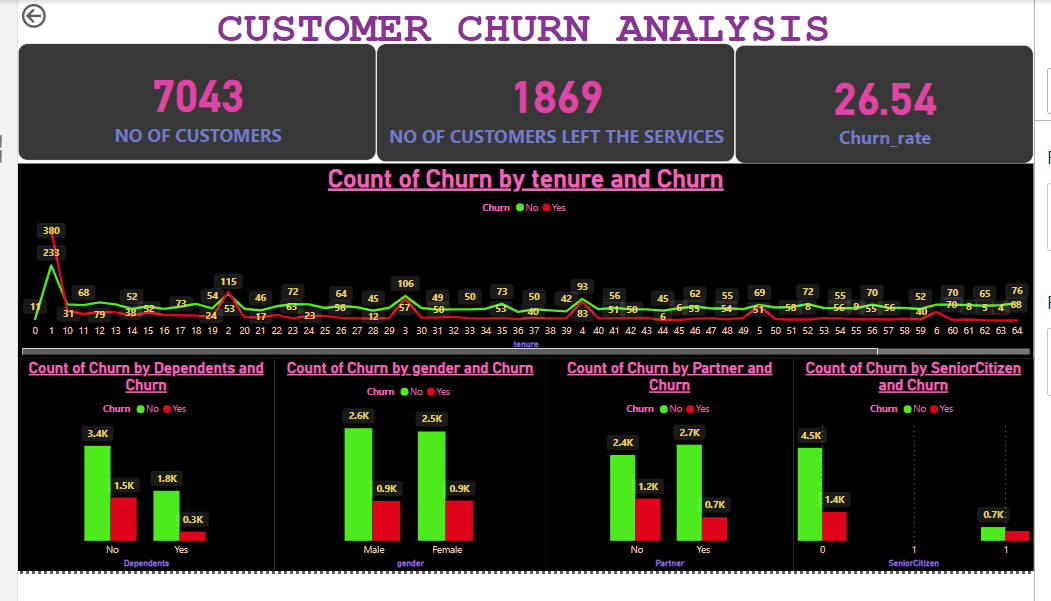 CUSTOMER CHURN ANALYSIS
7043
NO OF CUSTOMERS
1869
NO OF CUSTOMERS LEFT THE SERVICES
26.54
Churn_rate
Count of Churn by tenure and Churn
Churn No Yes
380
233
115
106
93
11 31 68 79 52 38 52 73 54 24 53 46 17 72 63 23 64 56 45 12 57 49 50 50 73 53 50 40 42 83 56 51 50 45 6 62 55 55 54 69 51 58 72 8 55 56 9 70 55 56 52 40 70 70 8 65 5 4 76 68
0 1 10 11 12 13 14 15 16 17 18 19 2 20 21 22 23 24 25 26 27 28 29 3 30 31 32 33 34 35 36 37 38 39 4 40 41 42 43 44 45 46 47 48 49 5 50 51 52 53 54 55 56 57 58 59 6 60 61 62 63 64
tenure
Count of Churn by Dependents and
Churn
Churn No Yes
3.4K
1.5K
1.8K
0.3K
No Yes
Dependents
Count of Churn by gender and Churn
Churn No Yes
2.6K
0.9K
2.5K
0.9K
Male Female
gender
Count of Churn by Partner and
Churn
Churn No Yes
2.4K
1.2K
2.7K
0.7K
No Yes
Partner
Count of Churn by SeniorCitizen
and Churn
Churn No Yes
4.5K
1.4K
0.7K
0 1 1
SeniorCitizen